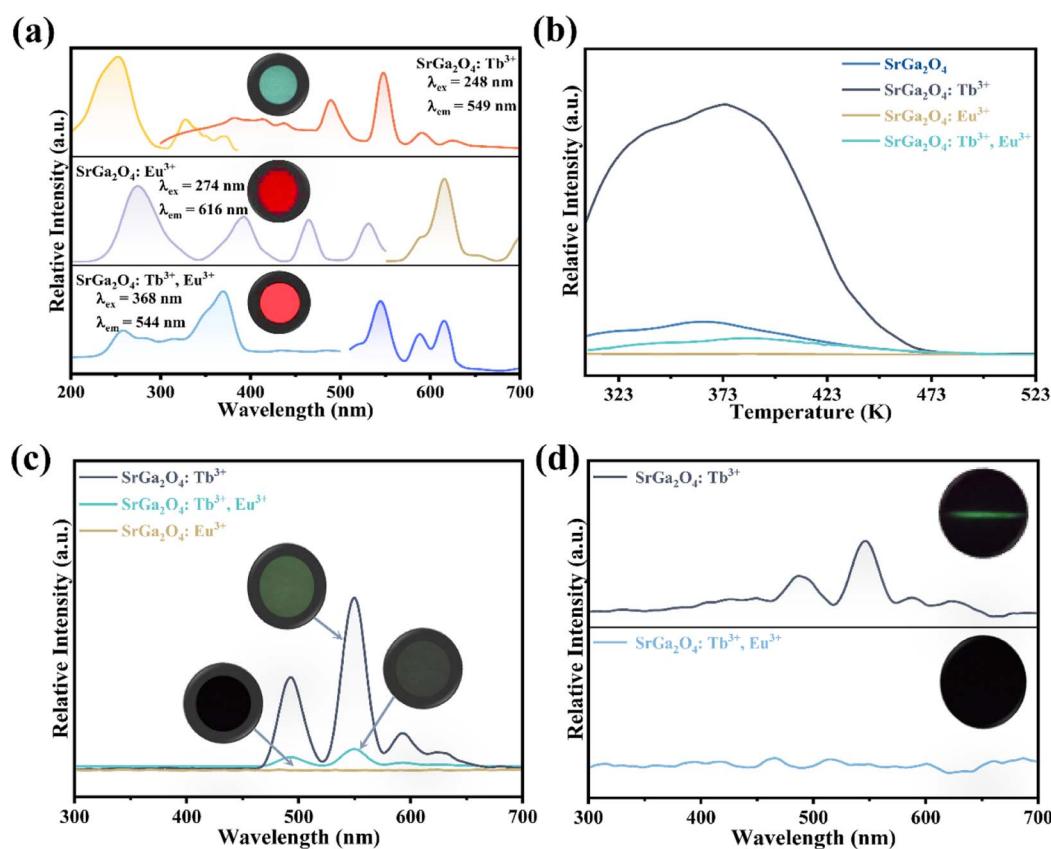 (a)
SrGa₂O₄: Tb³⁺
λex = 248 nm
λem = 549 nm
SrGa₂O₄: Eu³⁺
λex = 274 nm
λem = 616 nm
SrGa₂O₄: Tb³⁺, Eu³⁺
λex = 368 nm
λem = 544 nm
Relative Intensity (a.u.)
Relative Intensity (a.u.)
200 300 400 500 600 700
Wavelength (nm)
(b)
SrGa₂O₄
SrGa₂O₄: Tb³⁺
SrGa₂O₄: Eu³⁺
SrGa₂O₄: Tb³⁺, Eu³⁺
Relative Intensity (a.u.)
323 373 423 473 523
Temperature (K)
(c)
SrGa₂O₄: Tb³⁺
SrGa₂O₄: Tb³⁺, Eu³⁺
SrGa₂O₄: Eu³⁺
Relative Intensity (a.u.)
300 400 500 600 700
Wavelength (nm)
(d)
SrGa₂O₄: Tb³⁺
SrGa₂O₄: Tb³⁺, Eu³⁺
Relative Intensity (a.u.)
300 400 500 600 700
Wavelength (nm)